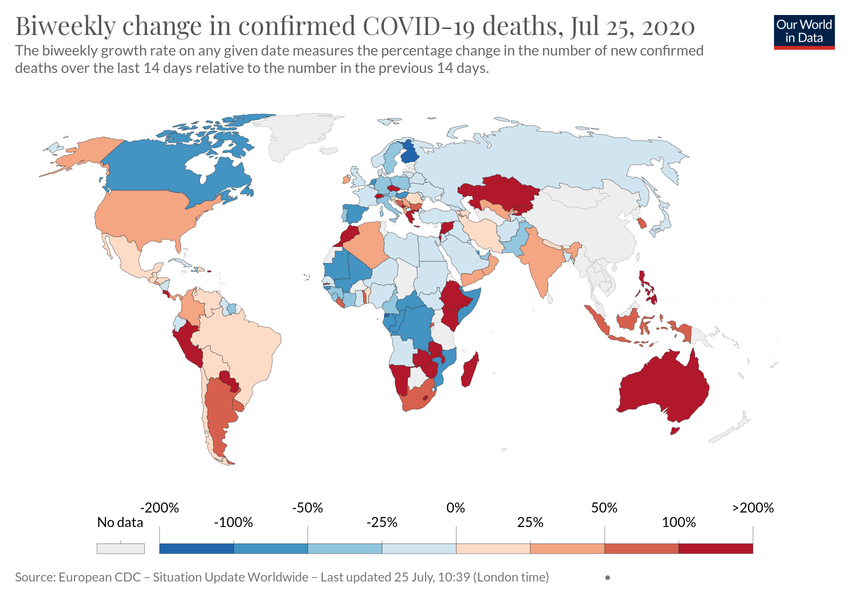 Biweekly change in confirmed COVID-19 deaths, Jul 25, 2020
Our World
in Data
The biweekly growth rate on any given date measures the percentage change in the number of new confirmed
deaths over the last 14 days relative to the number in the previous 14 days.
-200% -50% 0% 50% >200%
No data -100% -25% 25% 100%
Source: European CDC – Situation Update Worldwide – Last updated 25 July, 10:39 (London time)